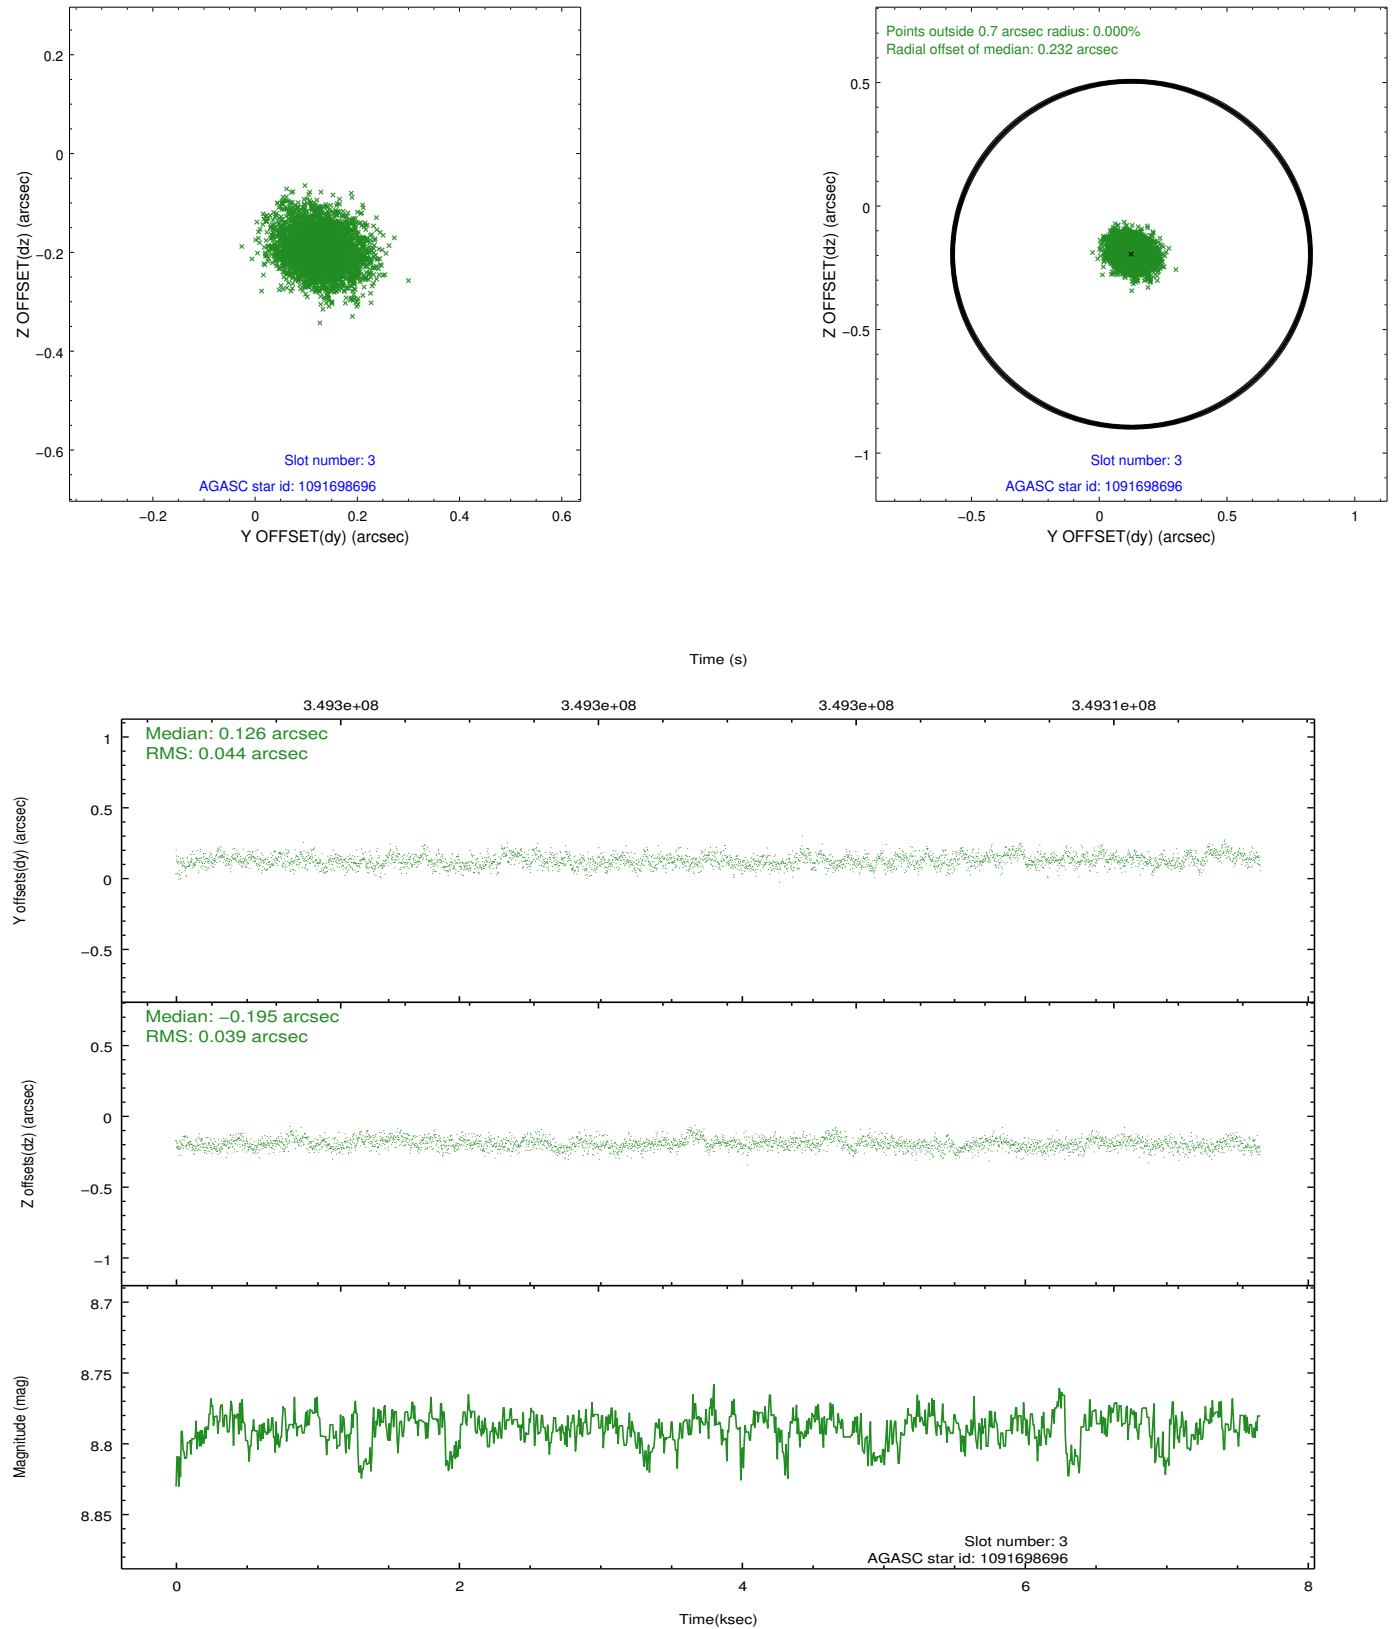 0.2
0
−0.2
−0.4
−0.6
Z OFFSET(dz) (arcsec)
Slot number: 3
AGASC star id: 1091698696
−0.2
0
0.2
0.4
0.6
Y OFFSET(dy) (arcsec)
Points outside 0.7 arcsec radius: 0.000%
Radial offset of median: 0.232 arcsec
0.5
0
−0.5
−1
Z OFFSET(dz) (arcsec)
Slot number: 3
AGASC star id: 1091698696
−0.5
0
0.5
1
Y OFFSET(dy) (arcsec)
Time (s)
3.493e+08
3.493e+08
3.493e+08
3.4931e+08
Median: 0.126 arcsec
RMS: 0.044 arcsec
1
0.5
0
−0.5
Y offsets(dy) (arcsec)
Median: −0.195 arcsec
RMS: 0.039 arcsec
0.5
0
−0.5
−1
Z offsets(dz) (arcsec)
8.7
8.75
8.8
8.85
Magnitude (mag)
Slot number: 3
AGASC star id: 1091698696
0
2
4
6
8
Time(ksec)